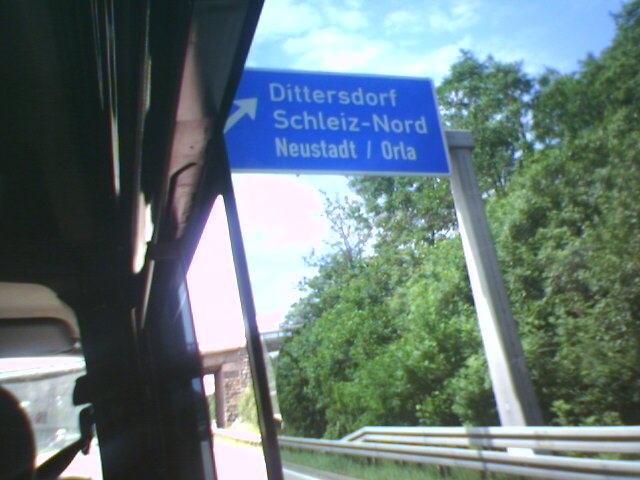 Dittersdorf
Schleiz-Nord
Neustadt / Orla